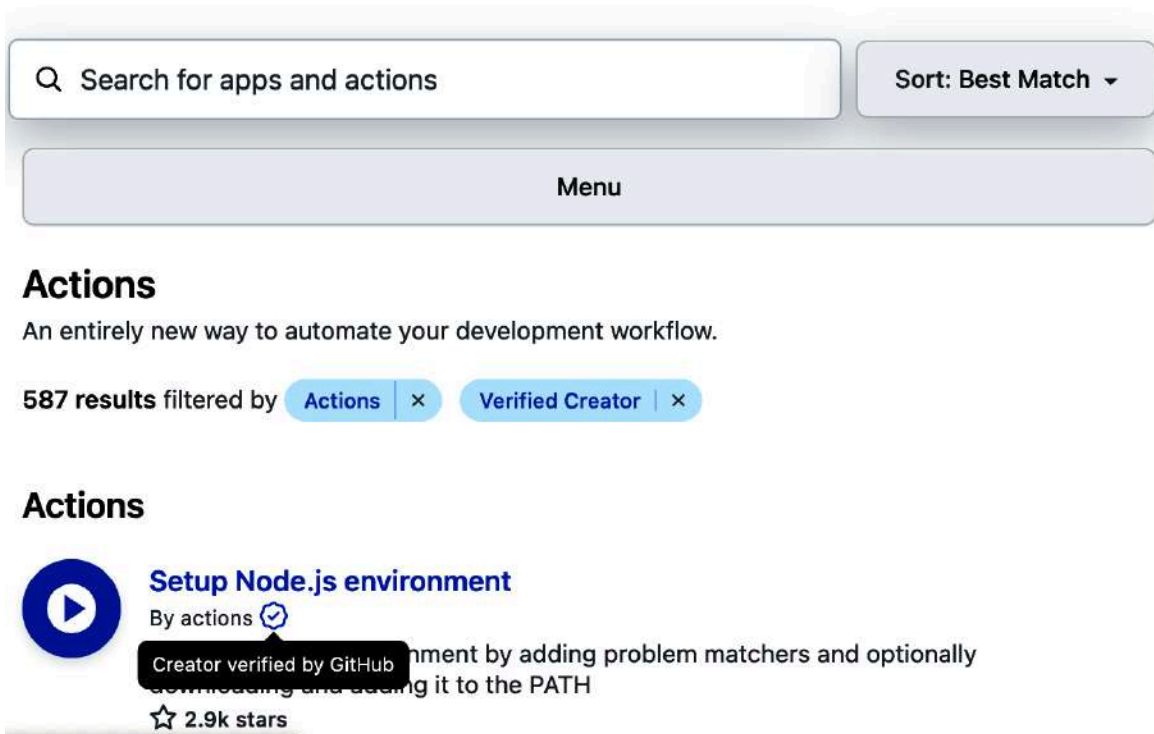 Search for apps and actions
Sort: Best Match
Menu
Actions
An entirely new way to automate your development workflow.
587 results filtered by Actions × Verified Creator ×
Actions
Setup Node.js environment
By actions
Creator verified by GitHub
by adding problem matchers and optionally
it to the PATH
2.9k stars